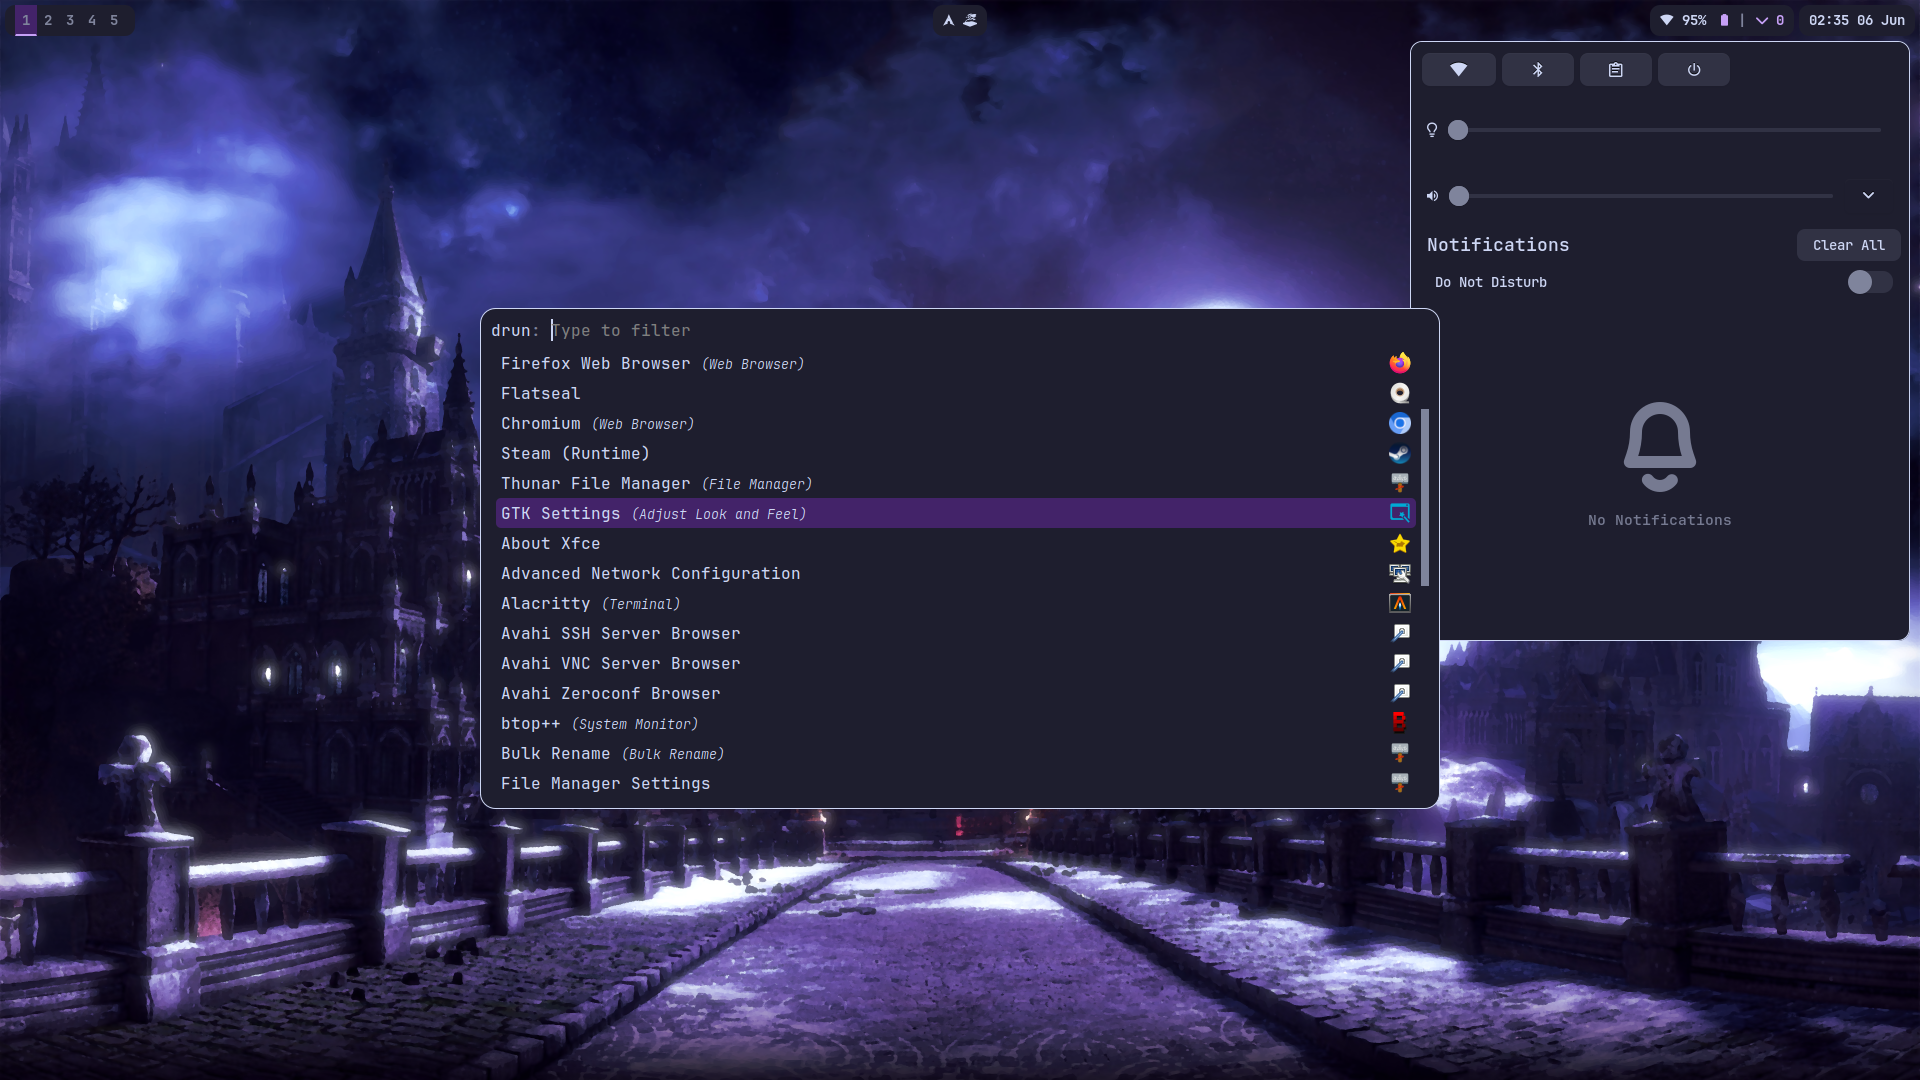 1 2 3 4 5
95% | 0
02:35 06 Jun
Notifications
Clear All
Do Not Disturb
No Notifications
drun: Type to filter
Firefox Web Browser (Web Browser)
Flatseal
Chromium (Web Browser)
Steam (Runtime)
Thunar File Manager (File Manager)
GTK Settings (Adjust Look and Feel)
About Xfce
Advanced Network Configuration
Alacritty (Terminal)
Avahi SSH Server Browser
Avahi VNC Server Browser
Avahi Zeroconf Browser
btop++ (System Monitor)
Bulk Rename (Bulk Rename)
File Manager Settings